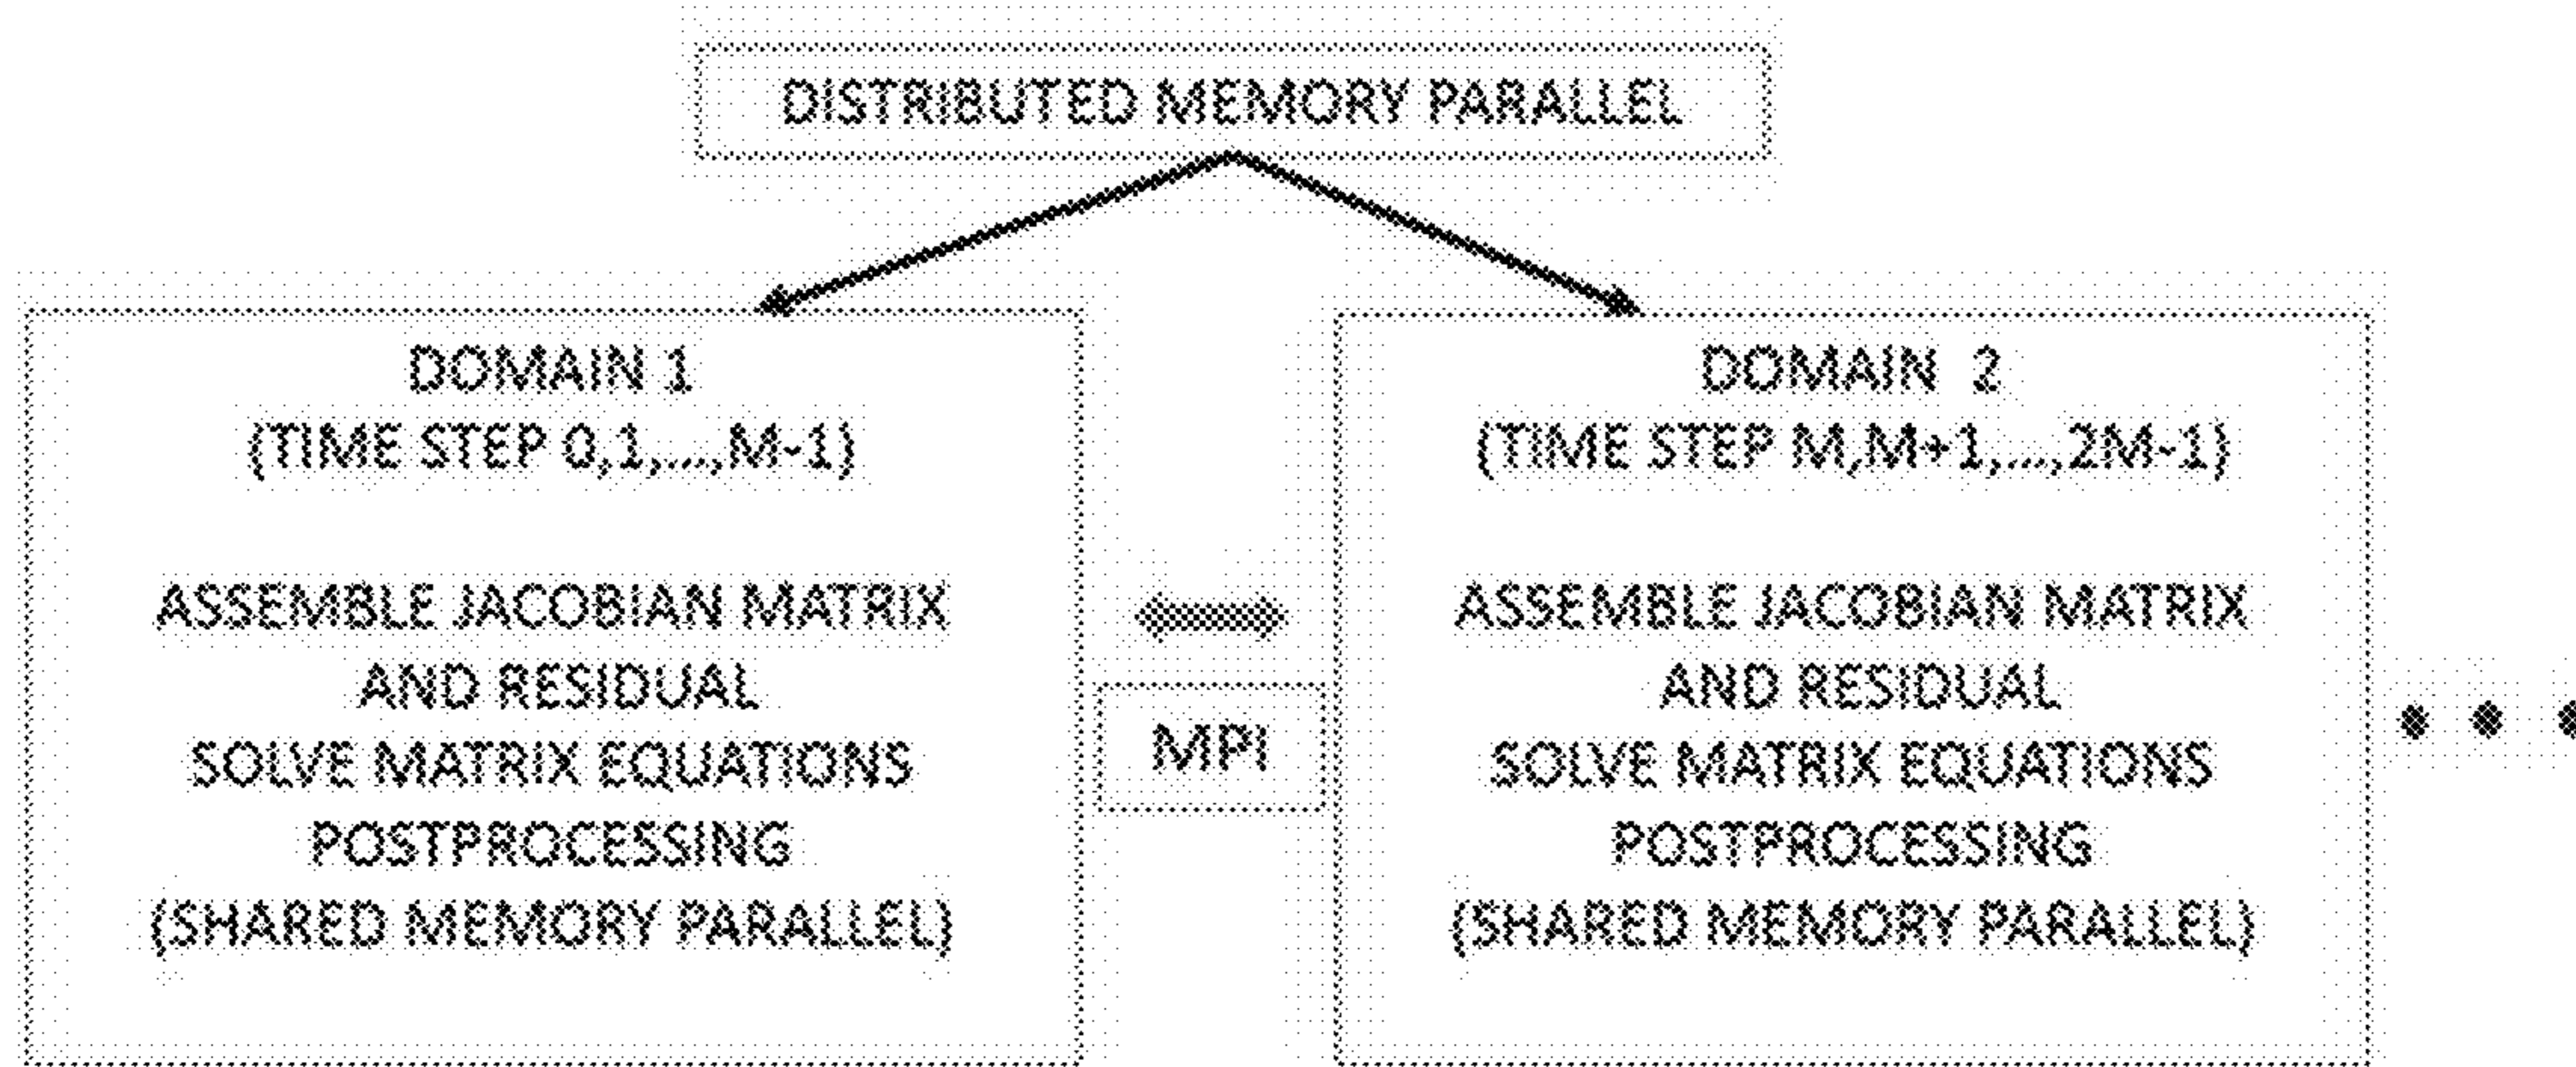 DISTRIBUTED MEMORY PARALLEL
DOMAIN 1
(TIME STEP 0,1,...,M-1)
ASSEMBLE JACOBIAN MATRIX
AND RESIDUAL
SOLVE MATRIX EQUATIONS
POSTPROCESSING
(SHARED MEMORY PARALLEL)
MPI
DOMAIN 2
(TIME STEP M,M+1,...,2M-1)
ASSEMBLE JACOBIAN MATRIX
AND RESIDUAL
SOLVE MATRIX EQUATIONS
POSTPROCESSING
(SHARED MEMORY PARALLEL)